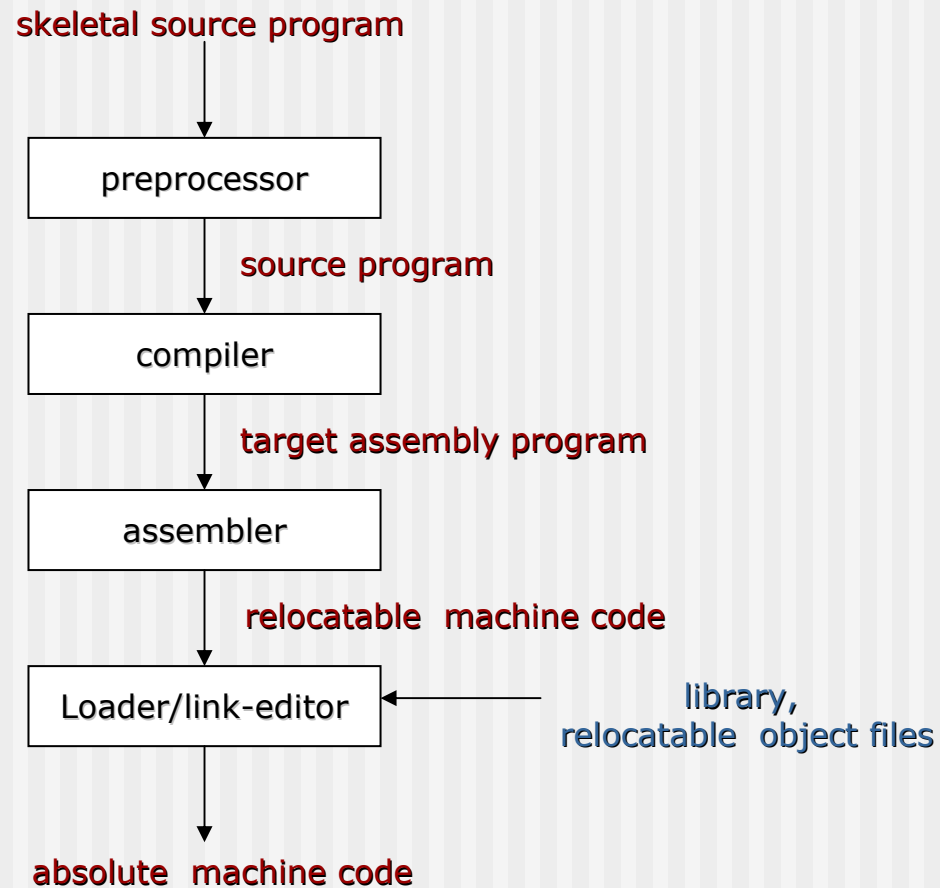 skeletal source program
preprocessor
source program
compiler
target assembly program
assembler
relocatable machine code
Loader/link-editor
library,
relocatable object files
absolute machine code